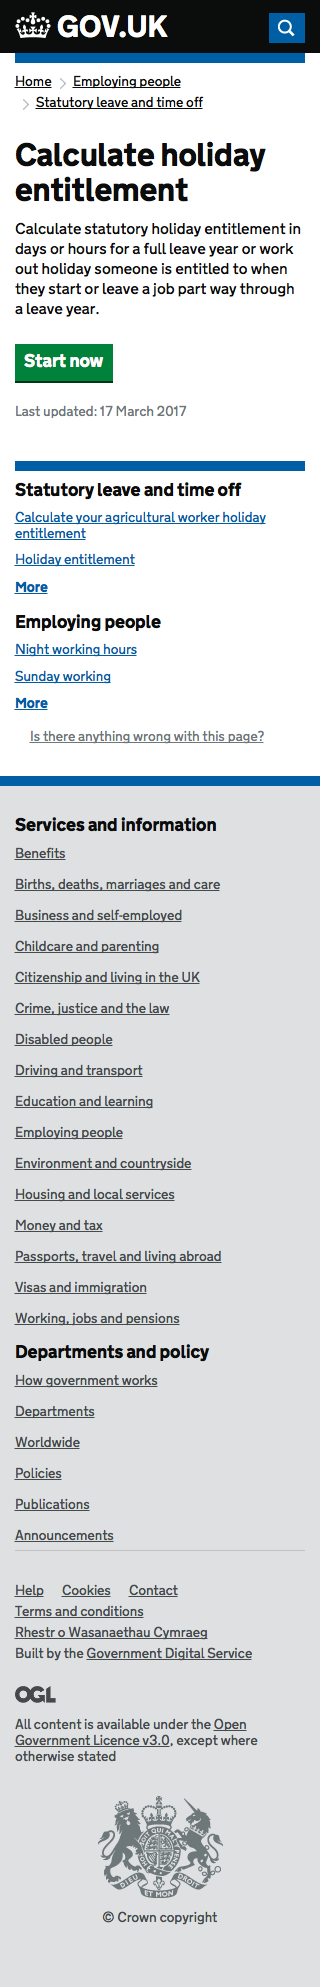 GOV.UK
Home
Employing people
Statutory leave and time off
Calculate holiday
entitlement
Calculate statutory holiday entitlement in
days or hours for a full leave year or work
out holiday someone is entitled to when
they start or leave a job part way through
a leave year.
Start now
Last updated: 17 March 2017
Statutory leave and time off
Calculate your agricultural worker holiday
entitlement
Holiday entitlement
More
Employing people
Night working hours
Sunday working
More
Is there anything wrong with this page?
Services and information
Benefits
Births, deaths, marriages and care
Business and self-employed
Childcare and parenting
Citizenship and living in the UK
Crime, justice and the law
Disabled people
Driving and transport
Education and learning
Employing people
Environment and countryside
Housing and local services
Money and tax
Passports, travel and living abroad
Visas and immigration
Working, jobs and pensions
Departments and policy
How government works
Departments
Worldwide
Policies
Publications
Announcements
Help Cookies Contact
Terms and conditions
Rhestr o Wasanaethau Cymraeg
Built by the Government Digital Service
OGL
All content is available under the Open
Government Licence v3.0, except where
otherwise stated
DIEU ET MON DROIT
© Crown copyright